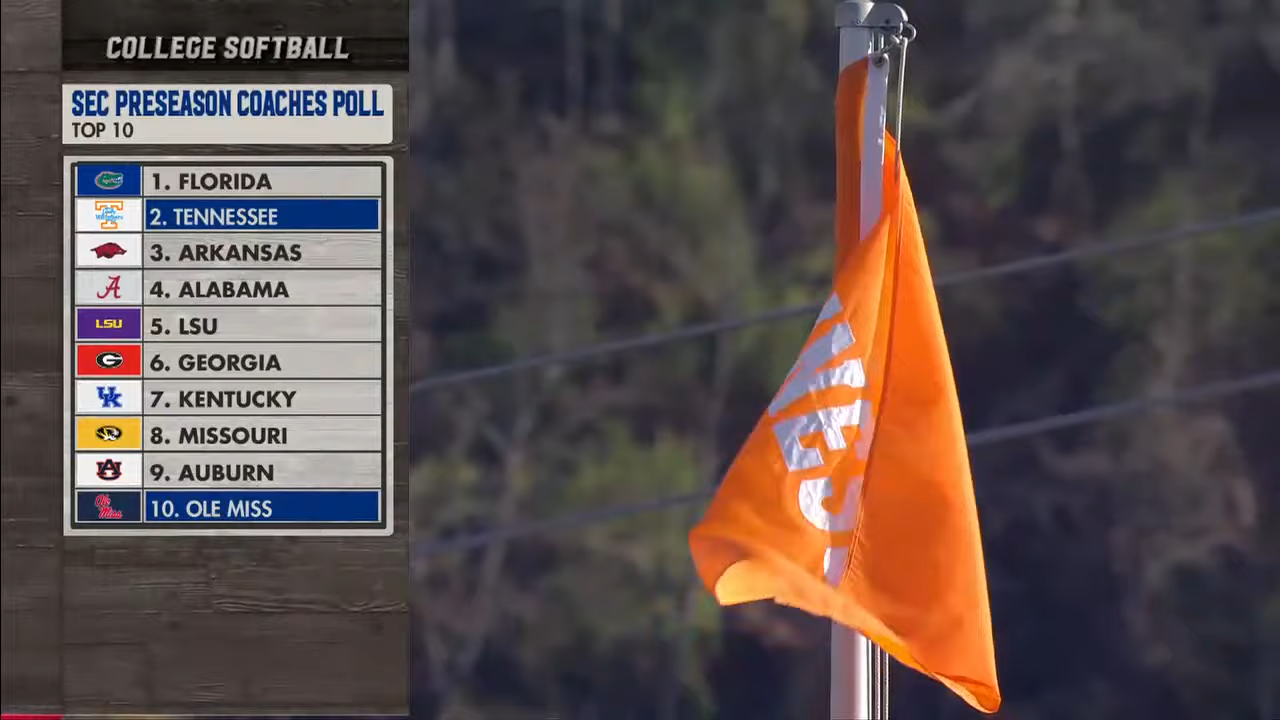 COLLEGE SOFTBALL
SEC PRESEASON COACHES POLL
TOP 10
1. FLORIDA
2. TENNESSEE
3. ARKANSAS
4. ALABAMA
LSU 5. LSU
6. GEORGIA
7. KENTUCKY
8. MISSOURI
9. AUBURN
Ole Miss 10. OLE MISS